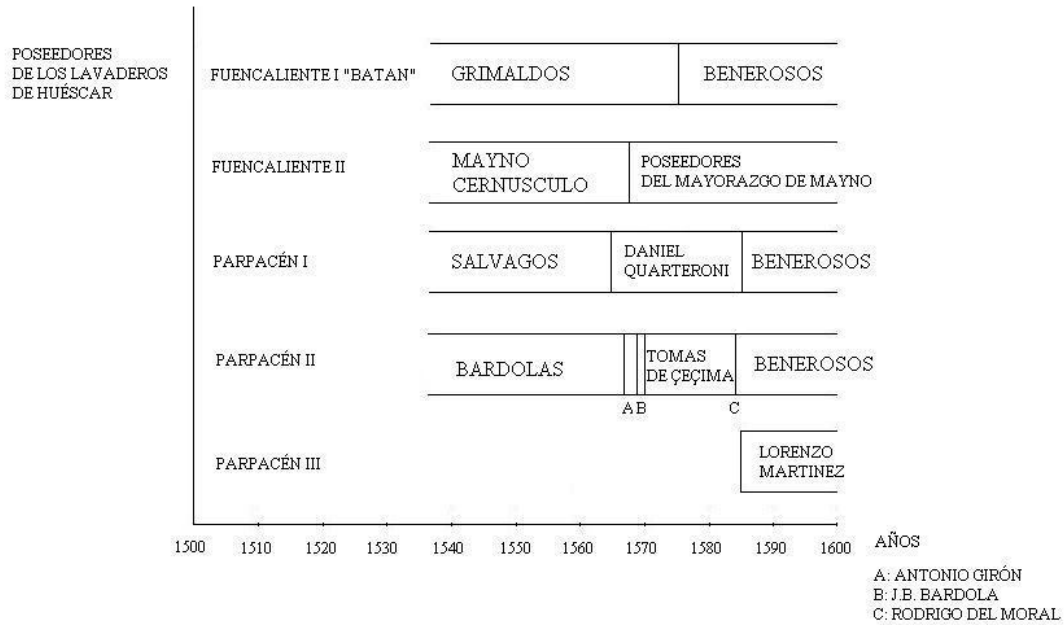 POSEEDORES
DE LOS LAVADEROS
DE HUÉSCAR
FUENCALIENTE I "BATAN"
GRIMALDOS
BENEROSOS
FUENCALIENTE II
MAYNO
CERNUSCULO
POSEEDORES
DEL MAYORAZGO DE MAYNO
PARPACÉN I
SALVAGOS
DANIEL
QUARTERONI
BENEROSOS
PARPACÉN II
BARDOLAS
TOMAS
DE ÇEÇIMA
BENEROSOS
A B C
PARPACÉN III
LORENZO
MARTINEZ
1500 1510 1520 1530 1540 1550 1560 1570 1580 1590 1600
AÑOS
A: ANTONIO GIRÓN
B: J.B. BARDOLA
C: RODRIGO DEL MORAL